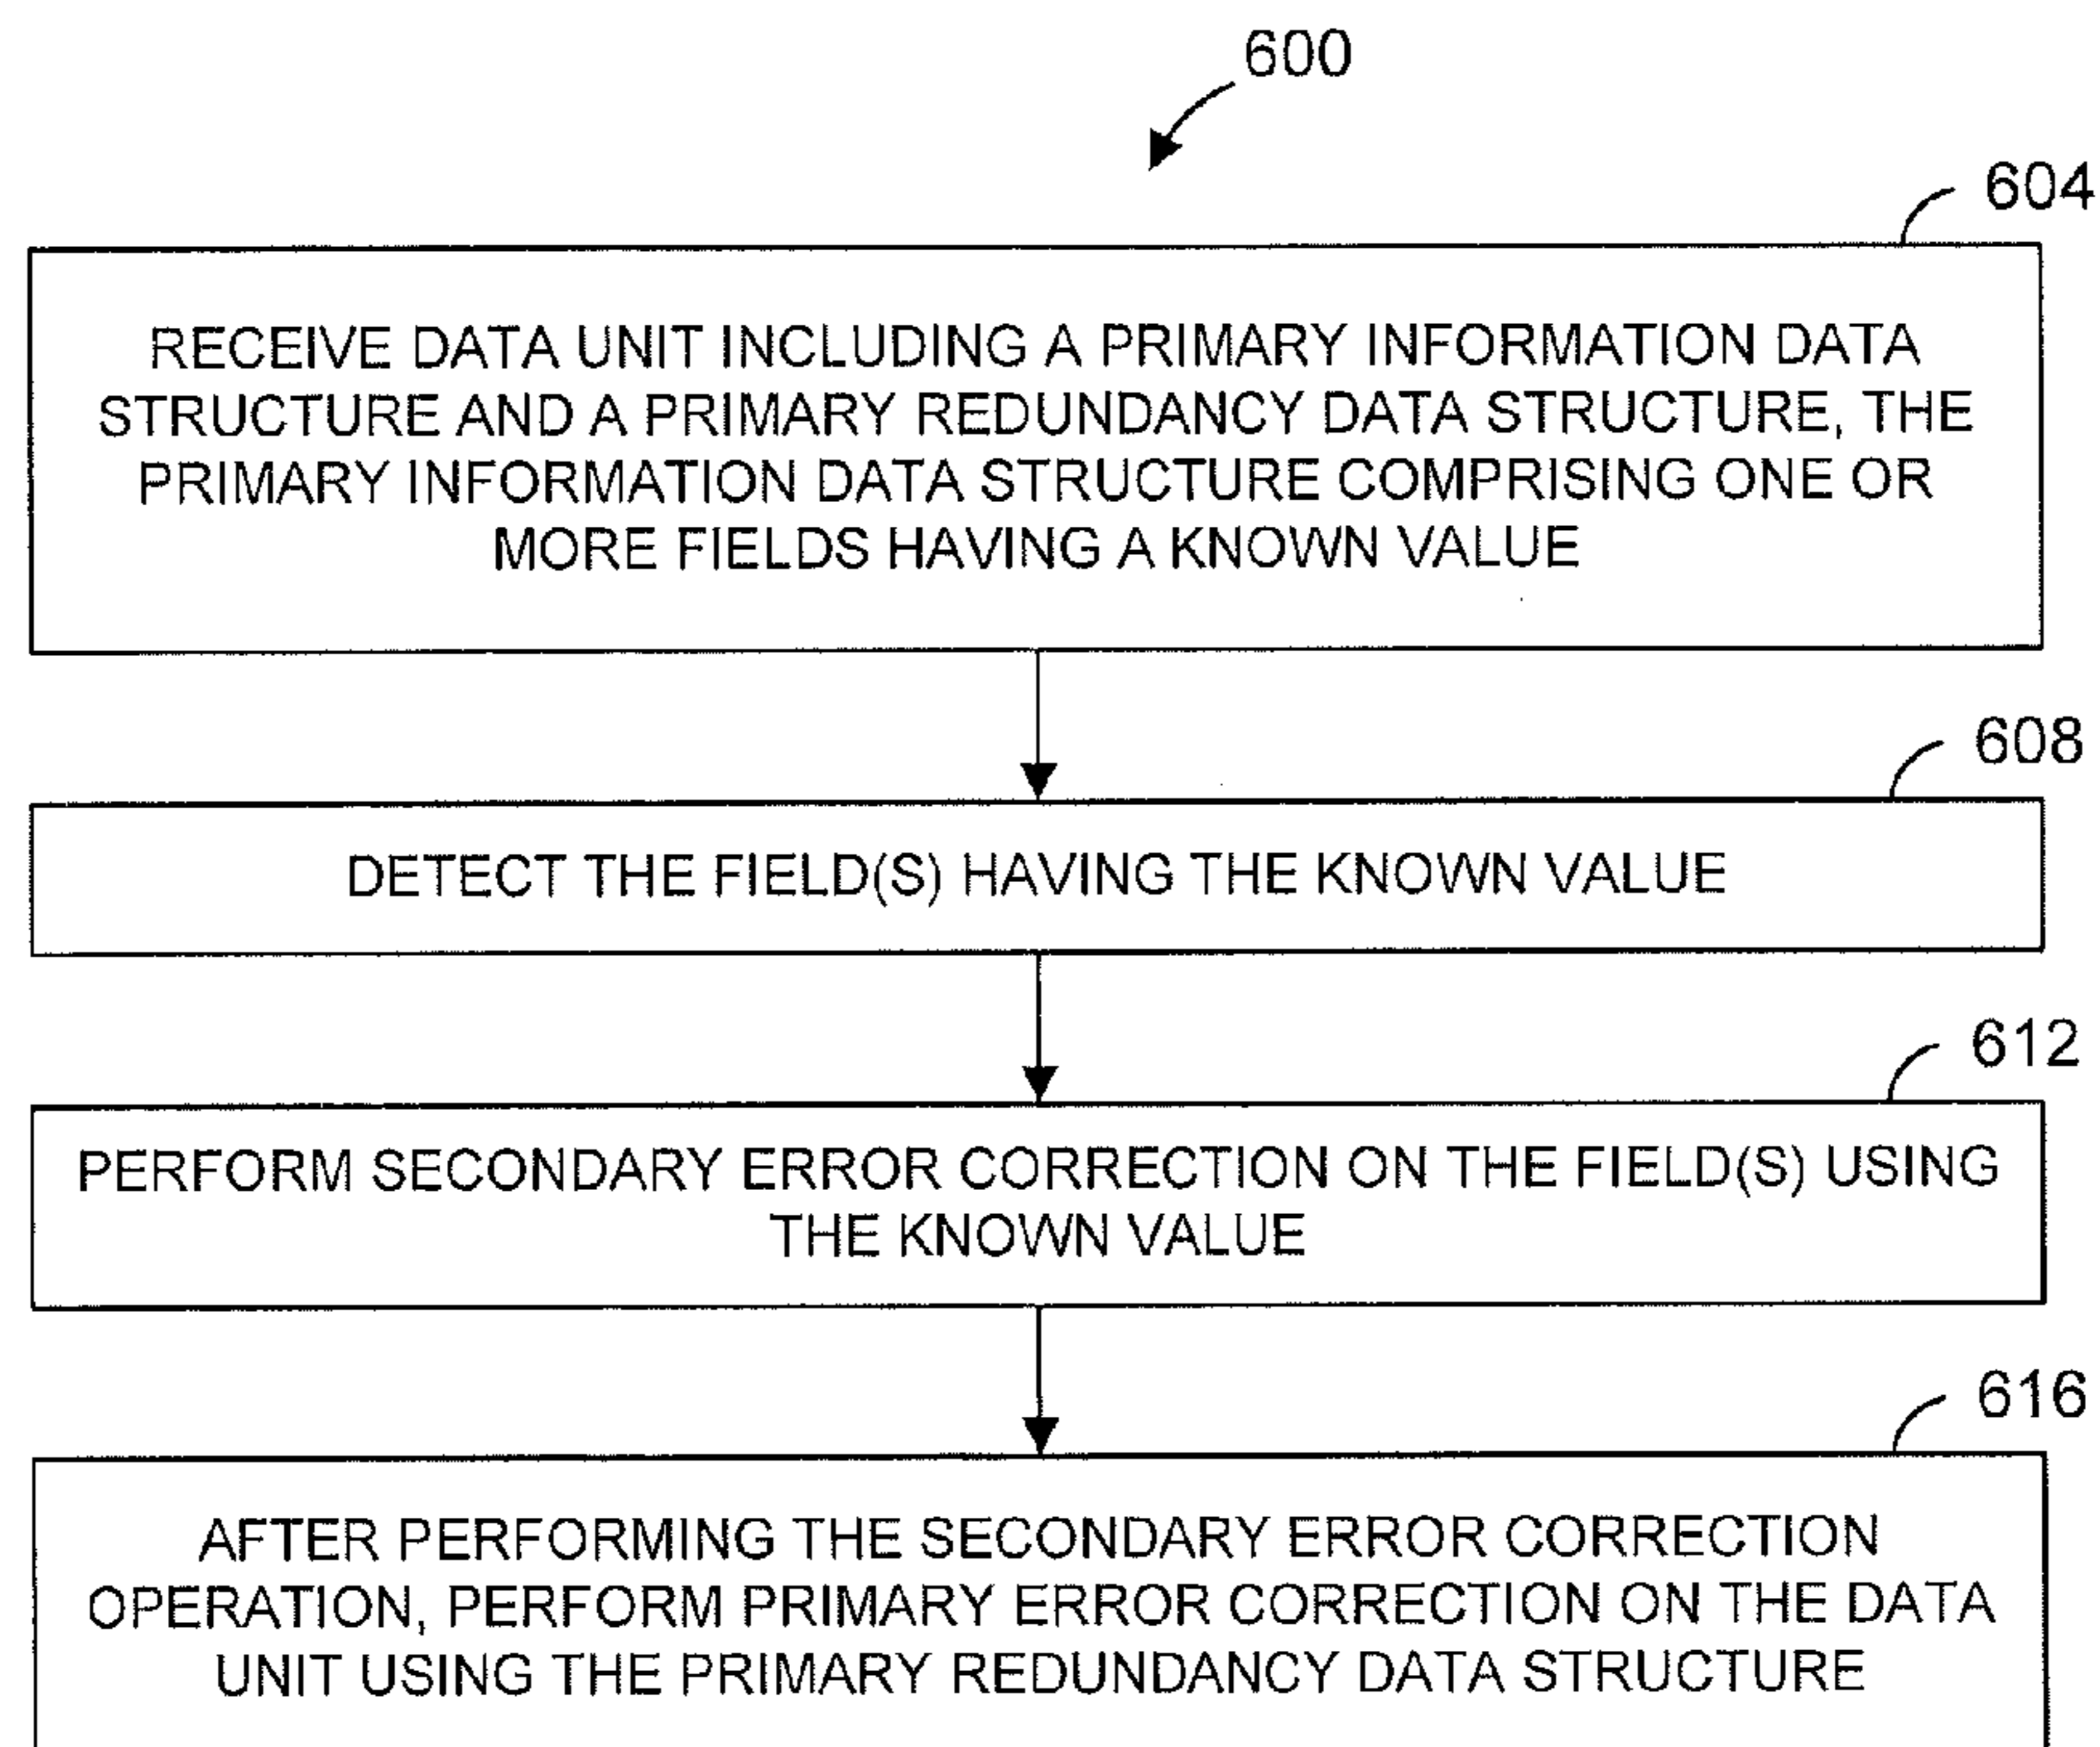 600
604
RECEIVE DATA UNIT INCLUDING A PRIMARY INFORMATION DATA
STRUCTURE AND A PRIMARY REDUNDANCY DATA STRUCTURE, THE
PRIMARY INFORMATION DATA STRUCTURE COMPRISING ONE OR
MORE FIELDS HAVING A KNOWN VALUE
608
DETECT THE FIELD(S) HAVING THE KNOWN VALUE
612
PERFORM SECONDARY ERROR CORRECTION ON THE FIELD(S) USING
THE KNOWN VALUE
616
AFTER PERFORMING THE SECONDARY ERROR CORRECTION
OPERATION, PERFORM PRIMARY ERROR CORRECTION ON THE DATA
UNIT USING THE PRIMARY REDUNDANCY DATA STRUCTURE